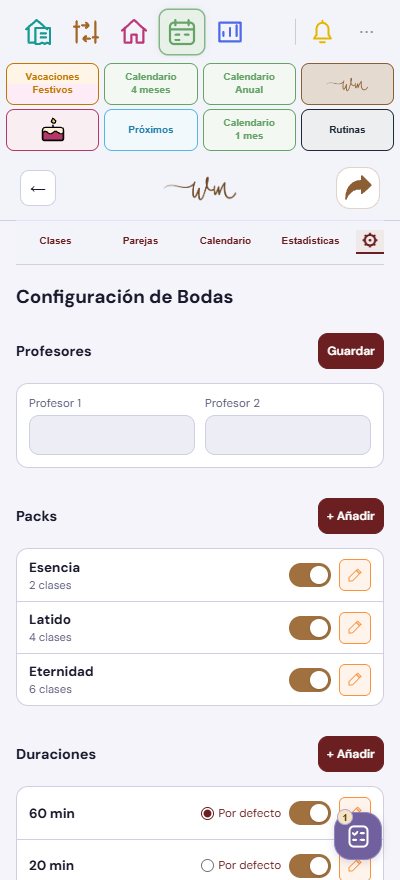 Vacaciones
Festivos
Calendario
4 meses
Calendario
Anual
Wm
Próximos
Calendario
1 mes
Rutinas
←
Wm
Clases
Parejas
Calendario
Estadísticas
Configuración de Bodas
Profesores
Guardar
Profesor 1
Profesor 2
Packs
+ Añadir
Esencia
2 clases
Latido
4 clases
Eternidad
6 clases
Duraciones
+ Añadir
60 min
Por defecto
1
20 min
Por defecto